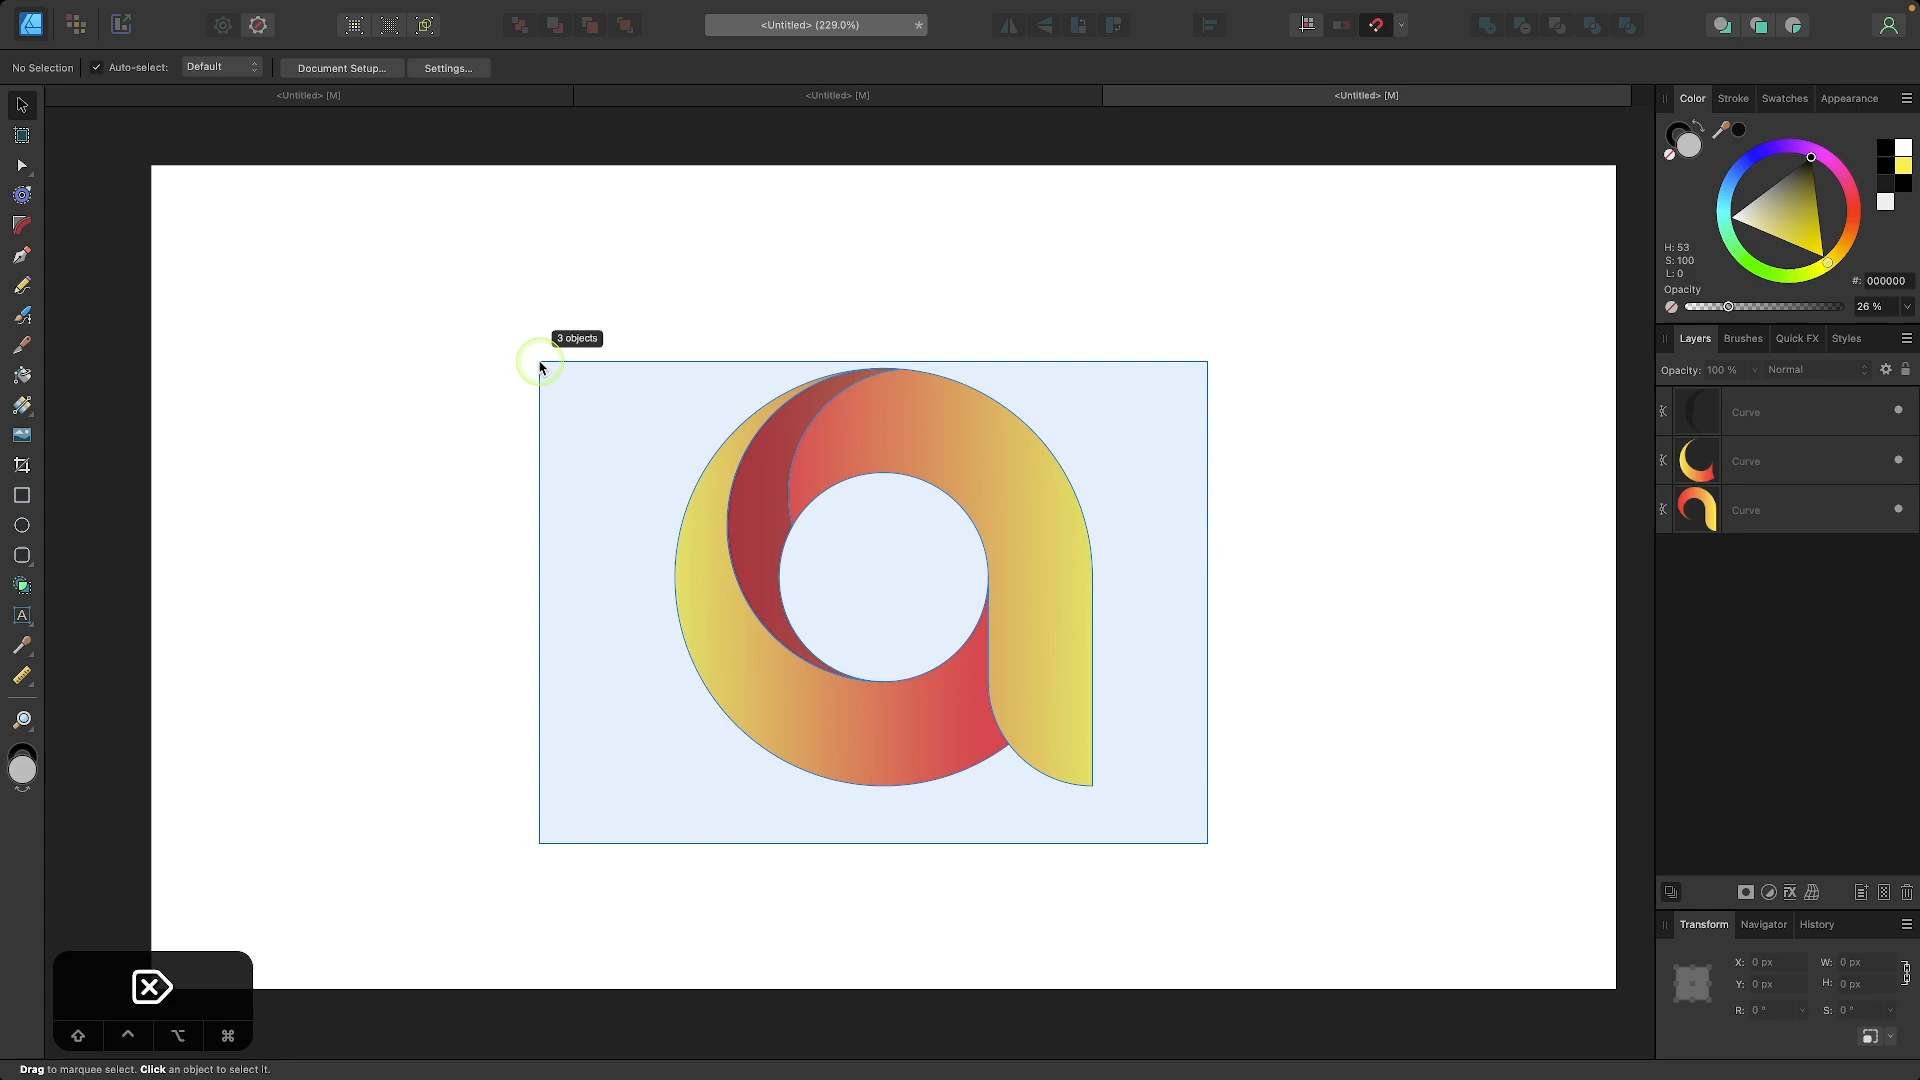 <Untitled> (229.0%)
*
No Selection
Auto-select:
Default
Document Setup...
Settings...
<Untitled> [M]
<Untitled> [M]
<Untitled> [M]
Color
Stroke
Swatches
Appearance
H: 53
S: 100
L: 0
#: 000000
Opacity
26 %
3 objects
Layers
Brushes
Quick FX
Styles
Opacity: 100 %
Normal
Curve
Curve
Curve
A
Transform
Navigator
History
X: 0 px
W: 0 px
Y: 0 px
H: 0 px
R: 0 °
S: 0 °
Drag to marquee select. Click an object to select it.